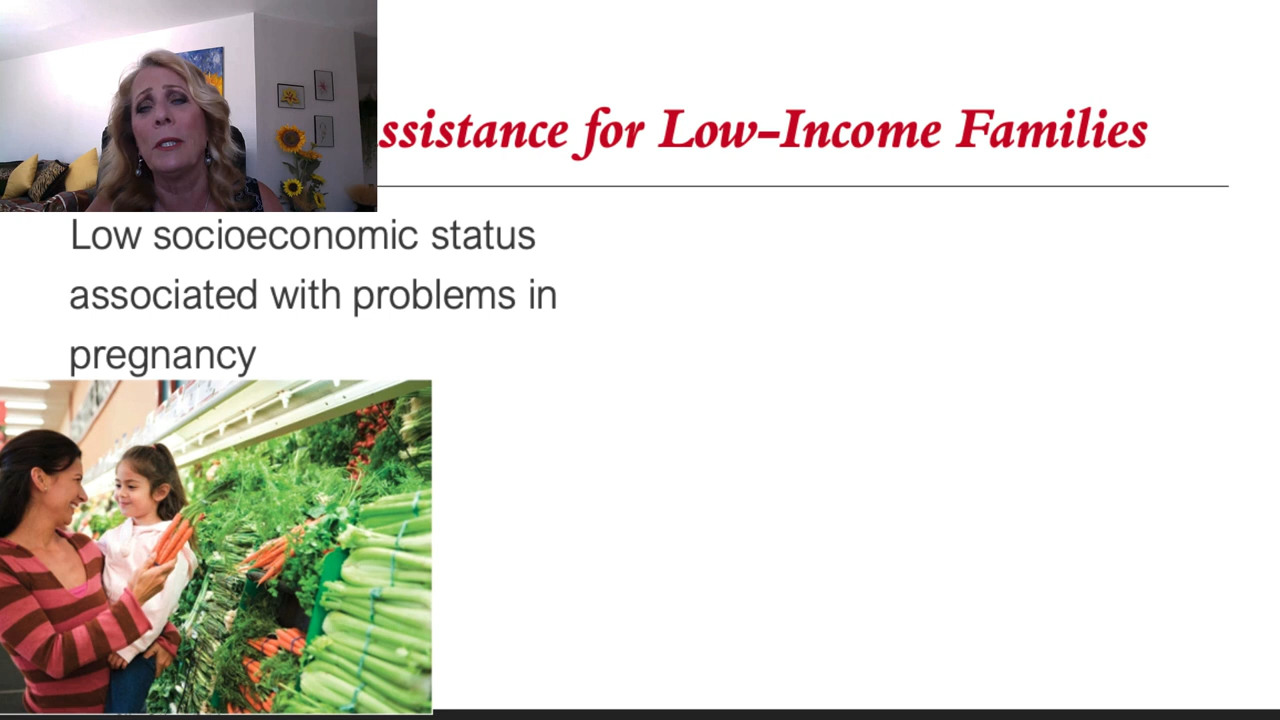 ssistance for Low-Income Families
Low socioeconomic status
associated with problems in
pregnancy